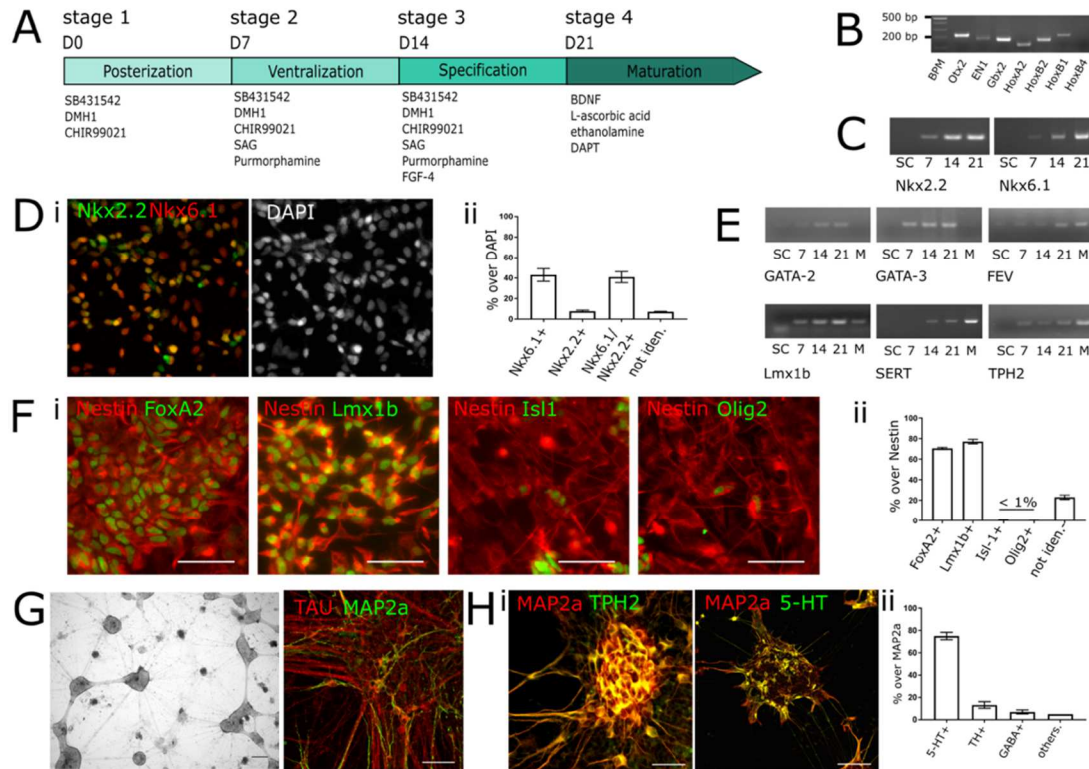 A
stage 1
stage 2
stage 3
stage 4
D0
D7
D14
D21
Posterization
Ventralization
Specification
Maturation
SB431542
DMH1
CHIR99021
SB431542
DMH1
CHIR99021
SAG
Purmorphamine
SB431542
DMH1
CHIR99021
SAG
Purmorphamine
FGF-4
BDNF
L-ascorbic acid
ethanolamine
DAPT
B
500 bp
200 bp
BPM
Otx2
EN1
Gbx2
HoxA2
HoxB2
HoxB1
HoxB4
C
SC 7 14 21
Nkx2.2
SC 7 14 21
Nkx6.1
D
i
Nkx2.2 Nkx6.1
DAPI
ii
% over DAPI
100
80
60
40
20
0
Nkx6.1+
Nkx2.2+
Nkx6.1/
Nkx2.2+
not iden.
E
SC 7 14 21 M
GATA-2
SC 7 14 21 M
GATA-3
SC 7 14 21 M
FEV
SC 7 14 21 M
Lmx1b
SC 7 14 21 M
SERT
SC 7 14 21 M
TPH2
F
i
Nestin FoxA2
Nestin Lmx1b
Nestin Isl1
Nestin Olig2
ii
% over Nestin
100
80
60
40
20
0
< 1%
FoxA2+
Lmx1b+
Isl-1+
Olig2+
not iden.-
G
TAU MAP2a
H
i
MAP2a TPH2
MAP2a 5-HT
ii
% over MAP2a
100
80
60
40
20
0
5-HT+
TH+
GABA+
others.